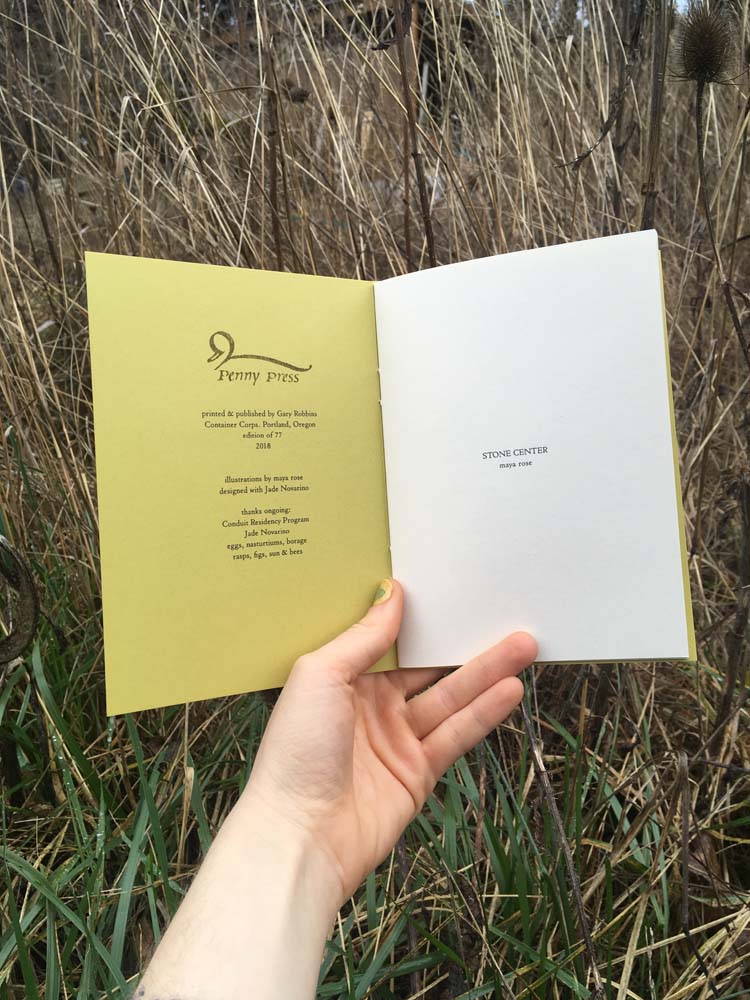 Penny Press
printed & published by Gary Robbins
Container Corps. Portland, Oregon
edition of 77
2018
illustrations by maya rose
designed with Jade Novarino
thanks ongoing:
Conduit Residency Program
Jade Novarino
eggs, nasturtiums, borage
rasps, figs, sun & bees
STONE CENTER
maya rose